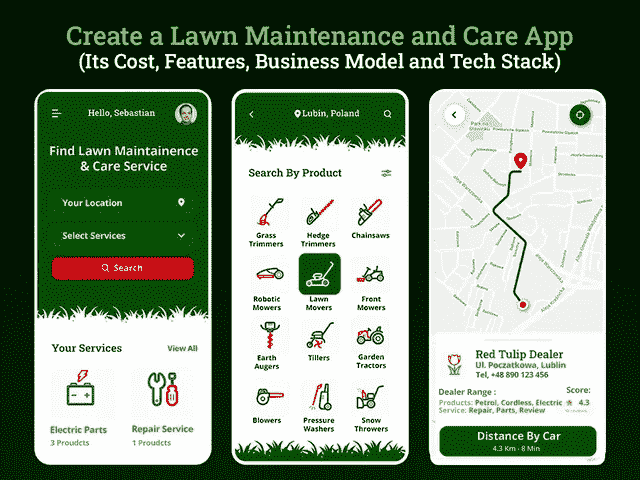 Create a Lawn Maintenance and Care App
(Its Cost, Features, Business Model and Tech Stack)
Hello, Sebastian
Find Lawn Maintainence
& Care Service
Your Location
Select Services
Search
Your Services
View All
Electric Parts
3 Proudcts
Repair Service
1 Proudcts
Lubin, Poland
Search By Product
Grass
Trimmers
Hedge
Trimmers
Chainsaws
Robotic
Mowers
Lawn
Movers
Front
Mowers
Earth
Augers
Tillers
Garden
Tractors
Blowers
Pressure
Washers
Snow
Throwers
Red Tulip Dealer
Ul. Poczatkowa, Lublin
Tel, +48 890 123 456
Dealer Range :
Score:
Products: Petrol, Cordless, Electric
4.3
Service: Repair, Parts, Review
Distance By Car
4.3 Km - 8 Min